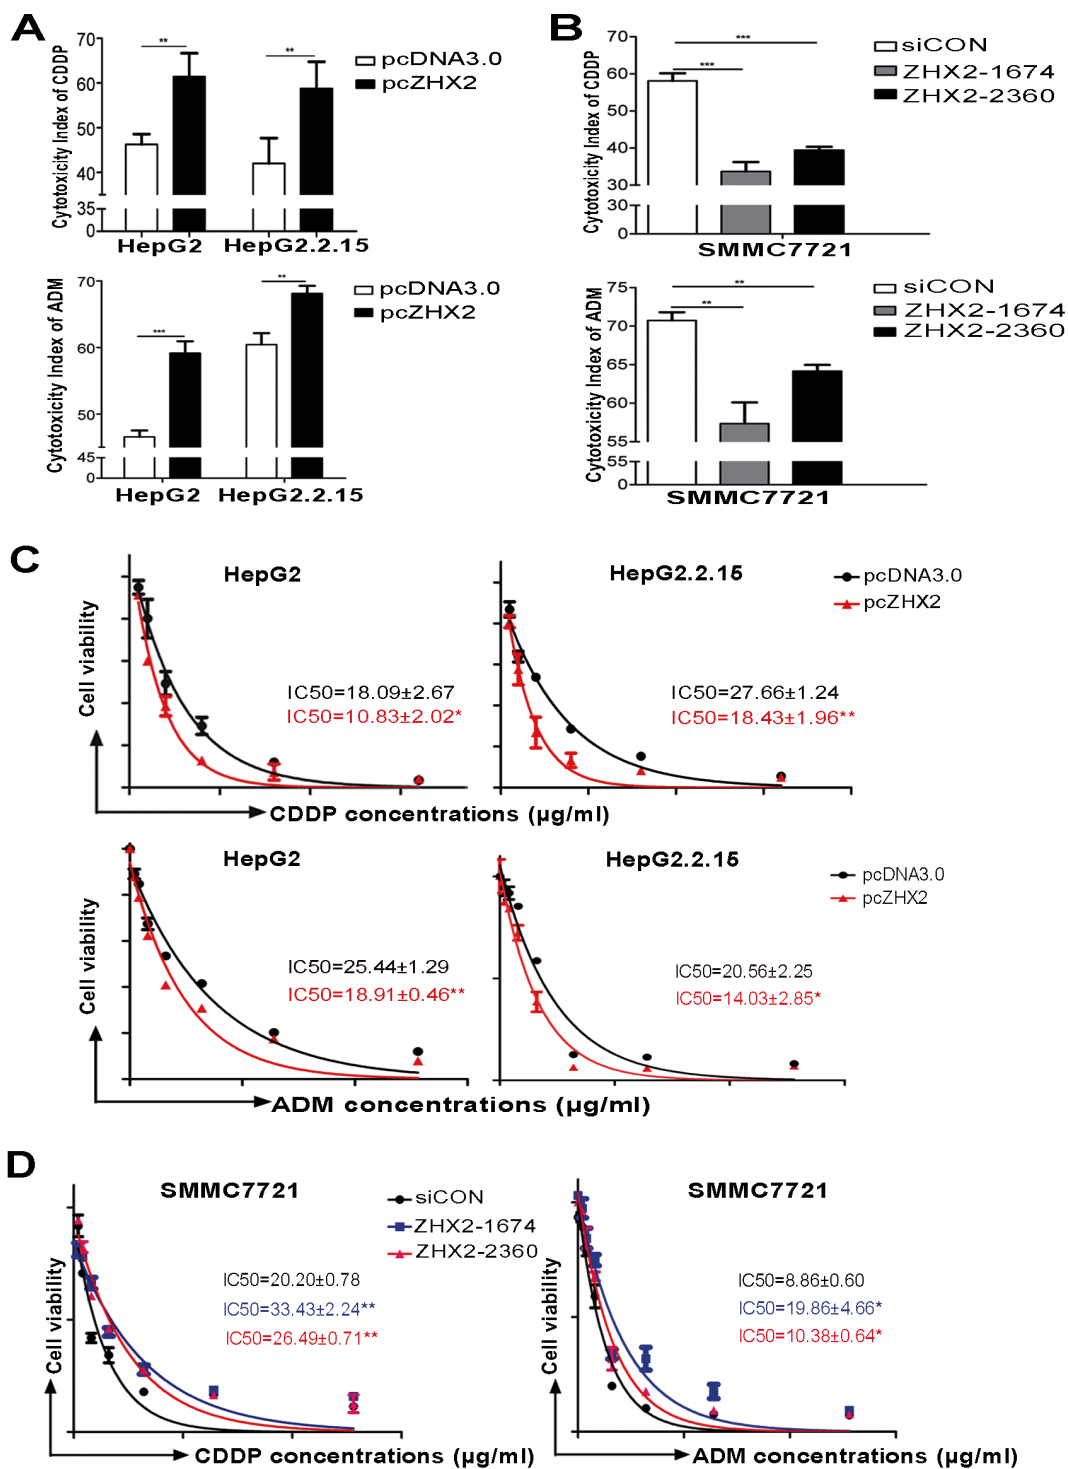 A
Cytotoxicity Index of CDDP
70
60
50
40
35
0
**
**
pcDNA3.0
pcZHX2
HepG2
HepG2.2.15
Cytotoxicity Index of ADM
70
60
50
45
0
***
**
pcDNA3.0
pcZHX2
HepG2
HepG2.2.15
B
Cytotoxicity Index of CDDP
70
60
50
40
30
30
0
***
***
siCON
ZHX2-1674
ZHX2-2360
SMMC7721
Cytotoxicity Index of ADM
75
70
65
60
55
55
0
**
**
siCON
ZHX2-1674
ZHX2-2360
SMMC7721
C
HepG2
Cell viability
IC50=18.09±2.67
IC50=10.83±2.02*
HepG2.2.15
pcDNA3.0
pcZHX2
IC50=27.66±1.24
IC50=18.43±1.96**
CDDP concentrations (μg/ml)
HepG2
Cell viability
IC50=25.44±1.29
IC50=18.91±0.46**
HepG2.2.15
pcDNA3.0
pcZHX2
IC50=20.56±2.25
IC50=14.03±2.85*
ADM concentrations (μg/ml)
D
SMMC7721
Cell viability
siCON
ZHX2-1674
ZHX2-2360
IC50=20.20±0.78
IC50=33.43±2.24**
IC50=26.49±0.71**
CDDP concentrations (μg/ml)
SMMC7721
Cell viability
IC50=8.86±0.60
IC50=19.86±4.66*
IC50=10.38±0.64*
ADM concentrations (μg/ml)